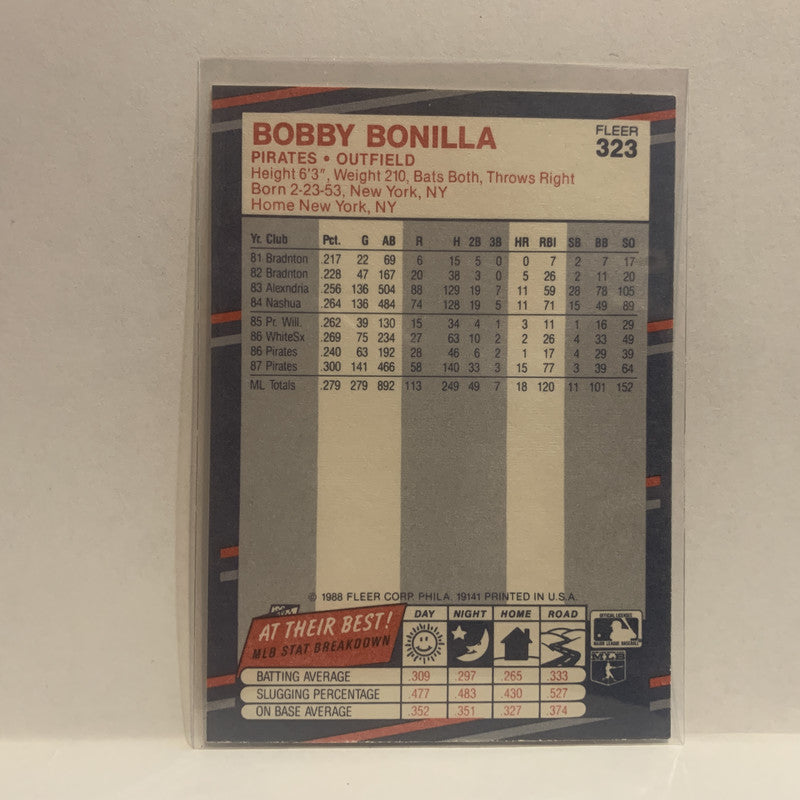 BOBBY BONILLA
PIRATES • OUTFIELD
Height 6'3", Weight 210, Bats Both, Throws Right
Born 2-23-53, New York, NY
Home New York, NY
FLEER
323
Yr. Club Pct. G AB R H 2B 3B HR RBI SB BB SO
81 Bradnton .217 22 69 6 15 5 0 0 7 2 7 17
82 Bradnton .228 47 167 20 38 3 0 5 26 2 11 20
83 Alexndria .256 136 504 88 129 19 7 11 59 28 78 105
84 Nashua .264 136 484 74 128 19 5 11 71 15 49 89
85 Pr. Will. .262 39 130 15 34 4 1 3 11 1 16 29
86 WhiteSx .269 75 234 27 63 10 2 2 26 4 33 49
86 Pirates .240 63 192 28 46 6 2 1 17 4 29 39
87 Pirates .300 141 466 58 140 33 3 15 77 3 39 64
ML Totals .279 279 892 113 249 49 7 18 120 11 101 152
© 1988 FLEER CORP. PHILA. 19141 PRINTED IN U.S.A.
AT THEIR BEST!
MLB STAT BREAKDOWN
DAY NIGHT HOME ROAD
BATTING AVERAGE .309 .297 .265 .333
SLUGGING PERCENTAGE .477 .483 .430 .527
ON BASE AVERAGE .352 .351 .327 .374
OFFICIAL LICENSEE
MAJOR LEAGUE BASEBALL